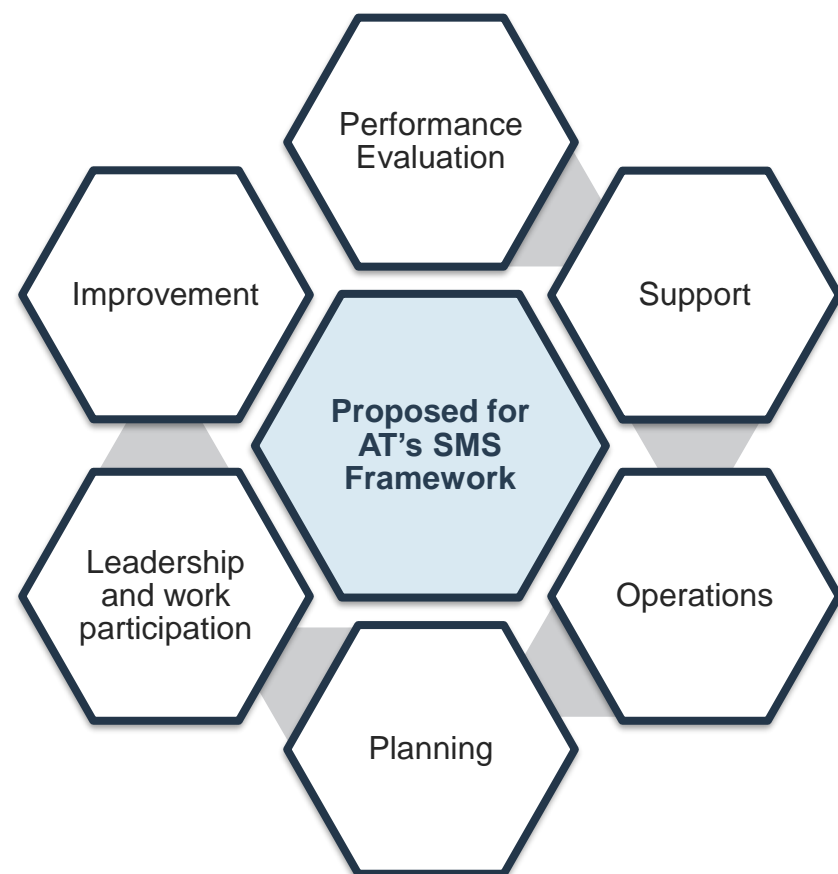 Performance
Evaluation
Improvement
Support
Proposed for
AT’s SMS
Framework
Leadership
and work
participation
Operations
Planning